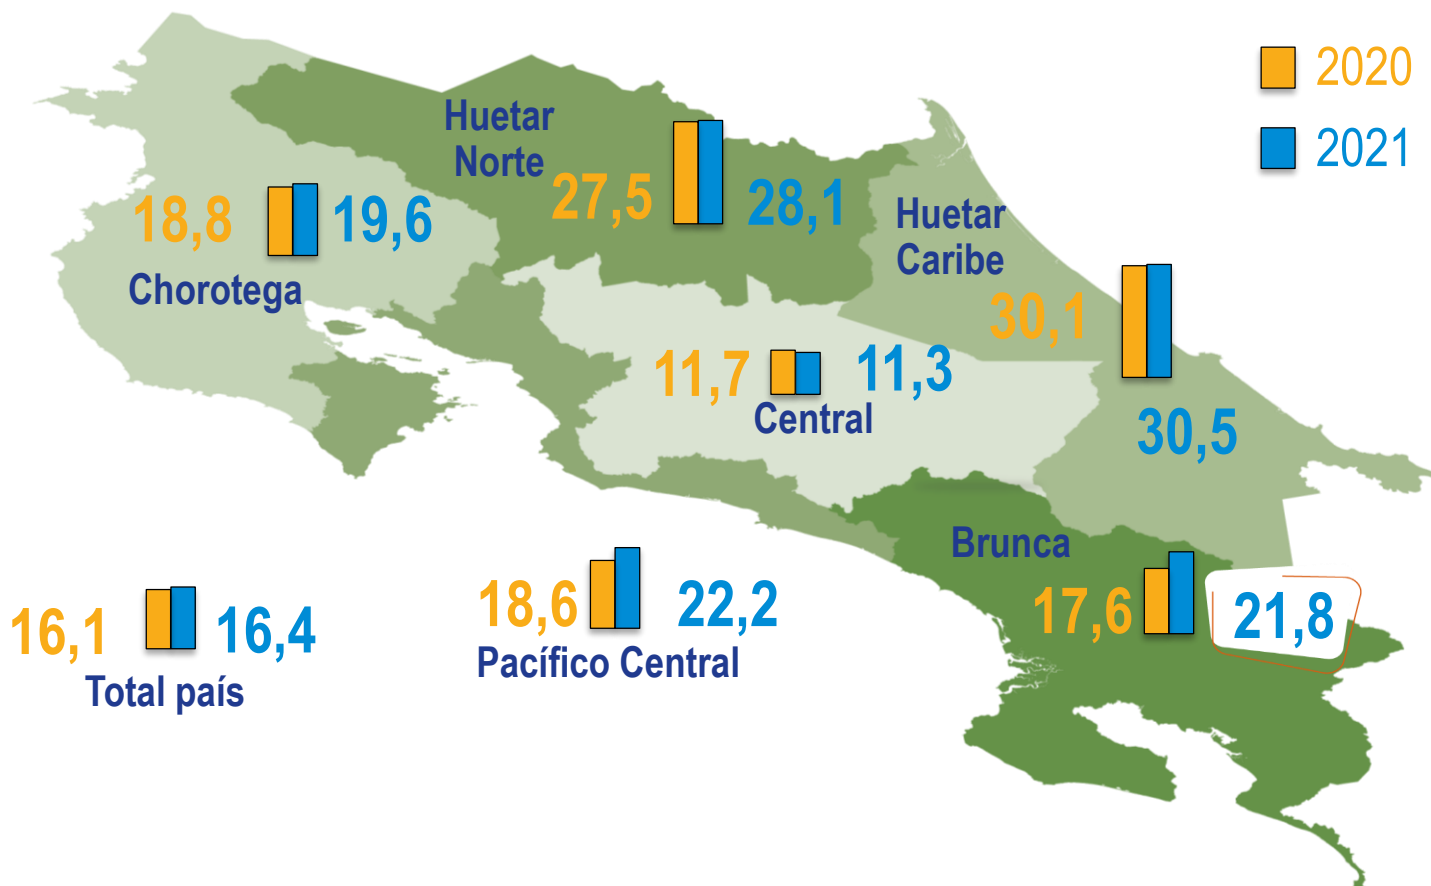 2020
2021
Huetar
Norte
27,5
28,1
18,8
19,6
Chorotega
Huetar
Caribe
30,1
30,5
11,7
11,3
Central
Brunca
17,6
21,8
18,6
22,2
Pacífico Central
16,1
16,4
Total país